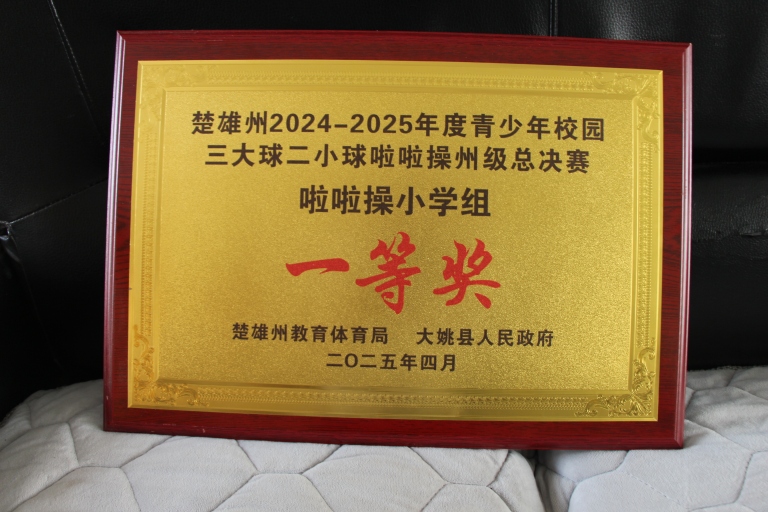 楚雄州2024-2025年度青少年校园
三大球二小球啦啦操州级总决赛
啦啦操小学组
一等奖
楚雄州教育体育局 大姚县人民政府
二〇二五年四月